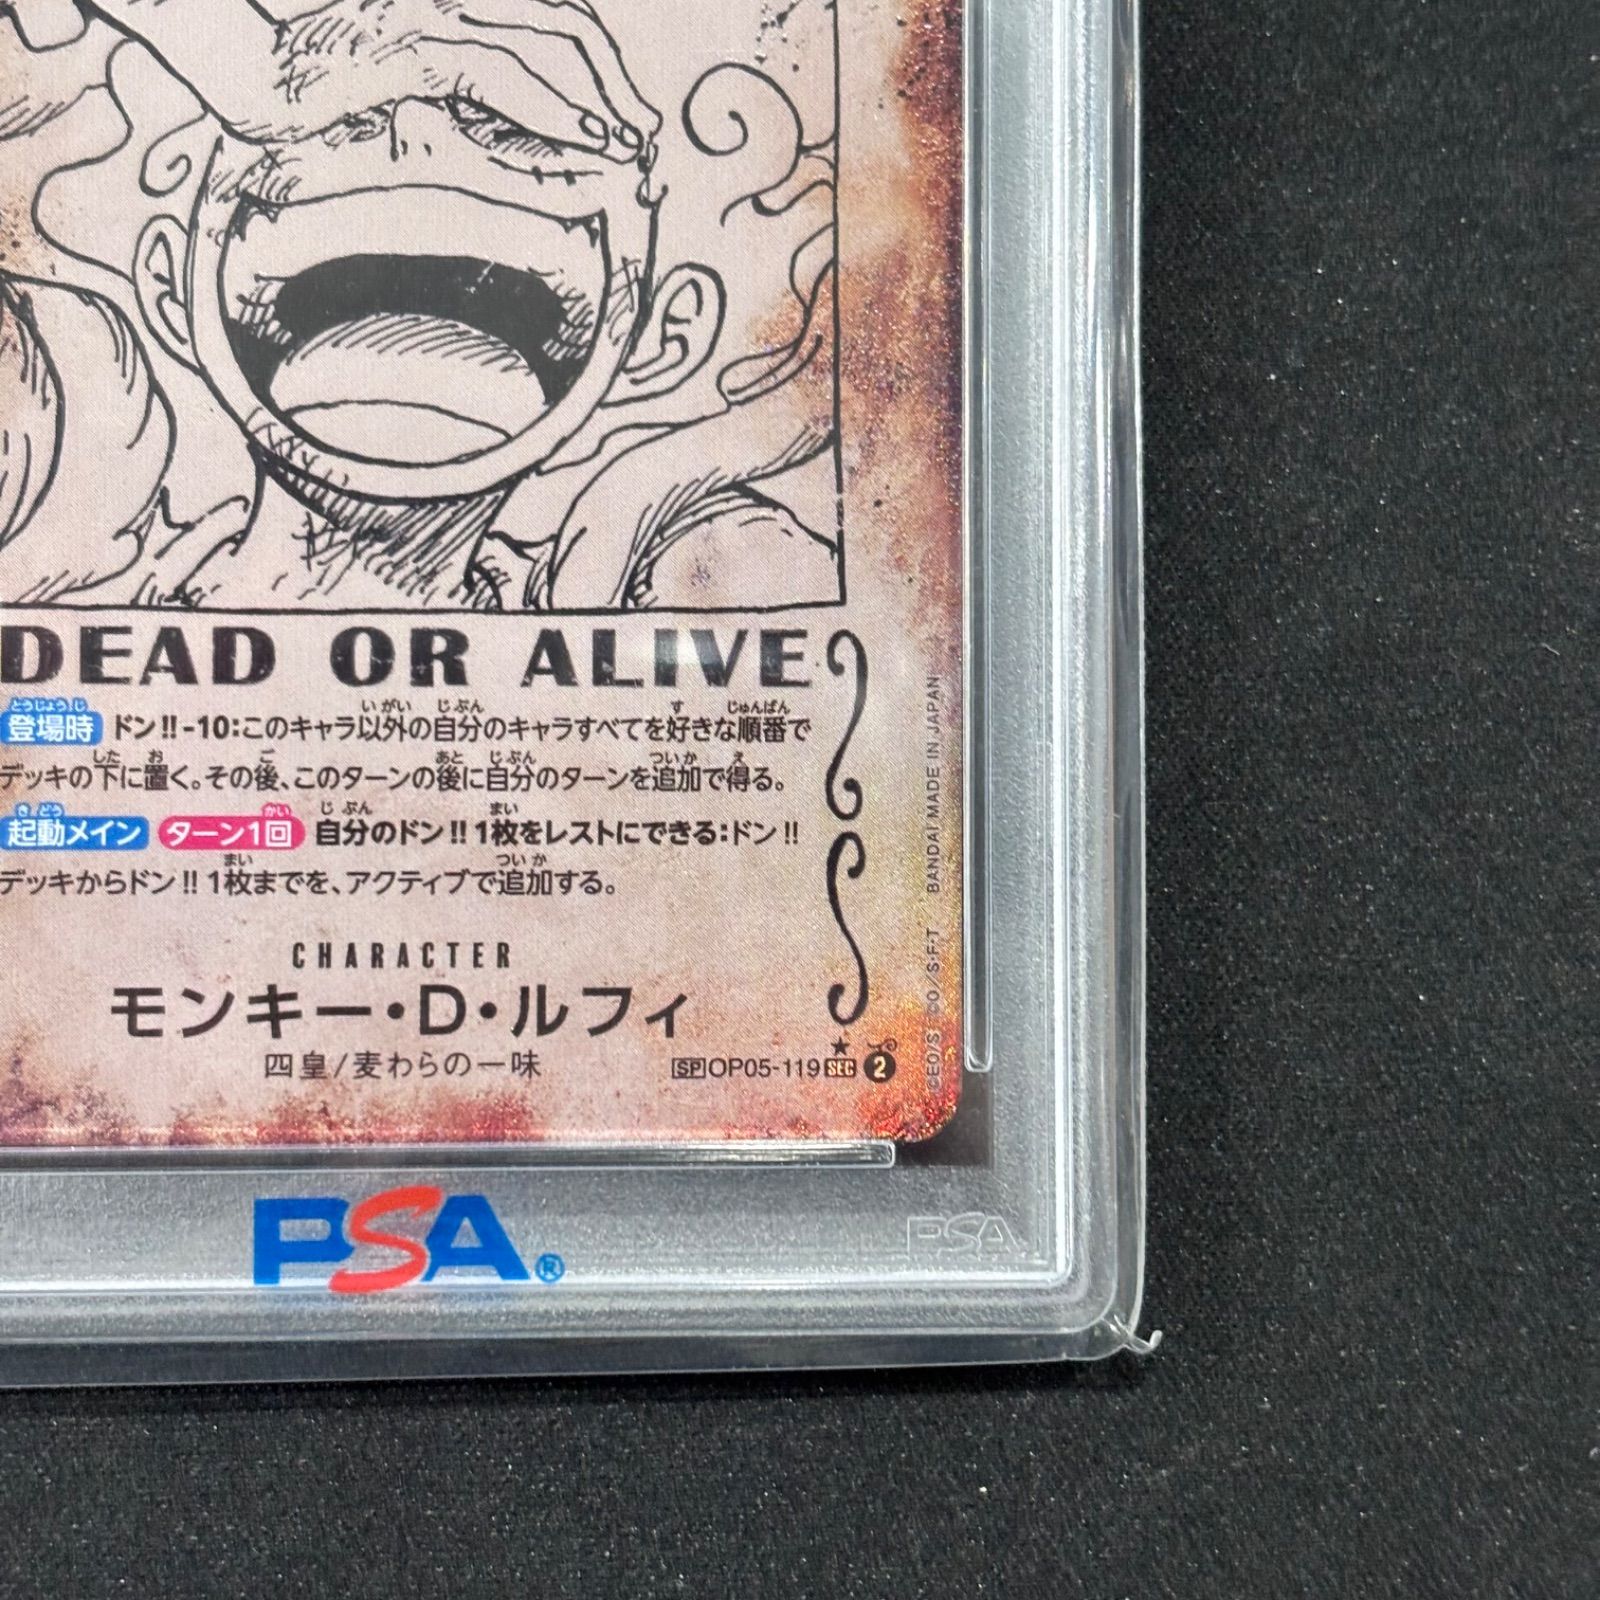 DEAD OR ALIVE
登場時 ドン!!-10:このキャラ以外の自分のキャラすべてを好きな順番で
デッキの下に置く。その後、このターンの後に自分のターンを追加で得る。
起動メイン ターン1回 自分のドン!!1枚をレストにできる:ドン!!
デッキからドン!!1枚までを、アクティブで追加する。
CHARACTER
モンキー・D・ルフィ
四皇/麦わらの一味
SP OP05-119 SEC 2
©EO/S ©O/S・F・T BANDAI MADE IN JAPAN
PSA®
PSA